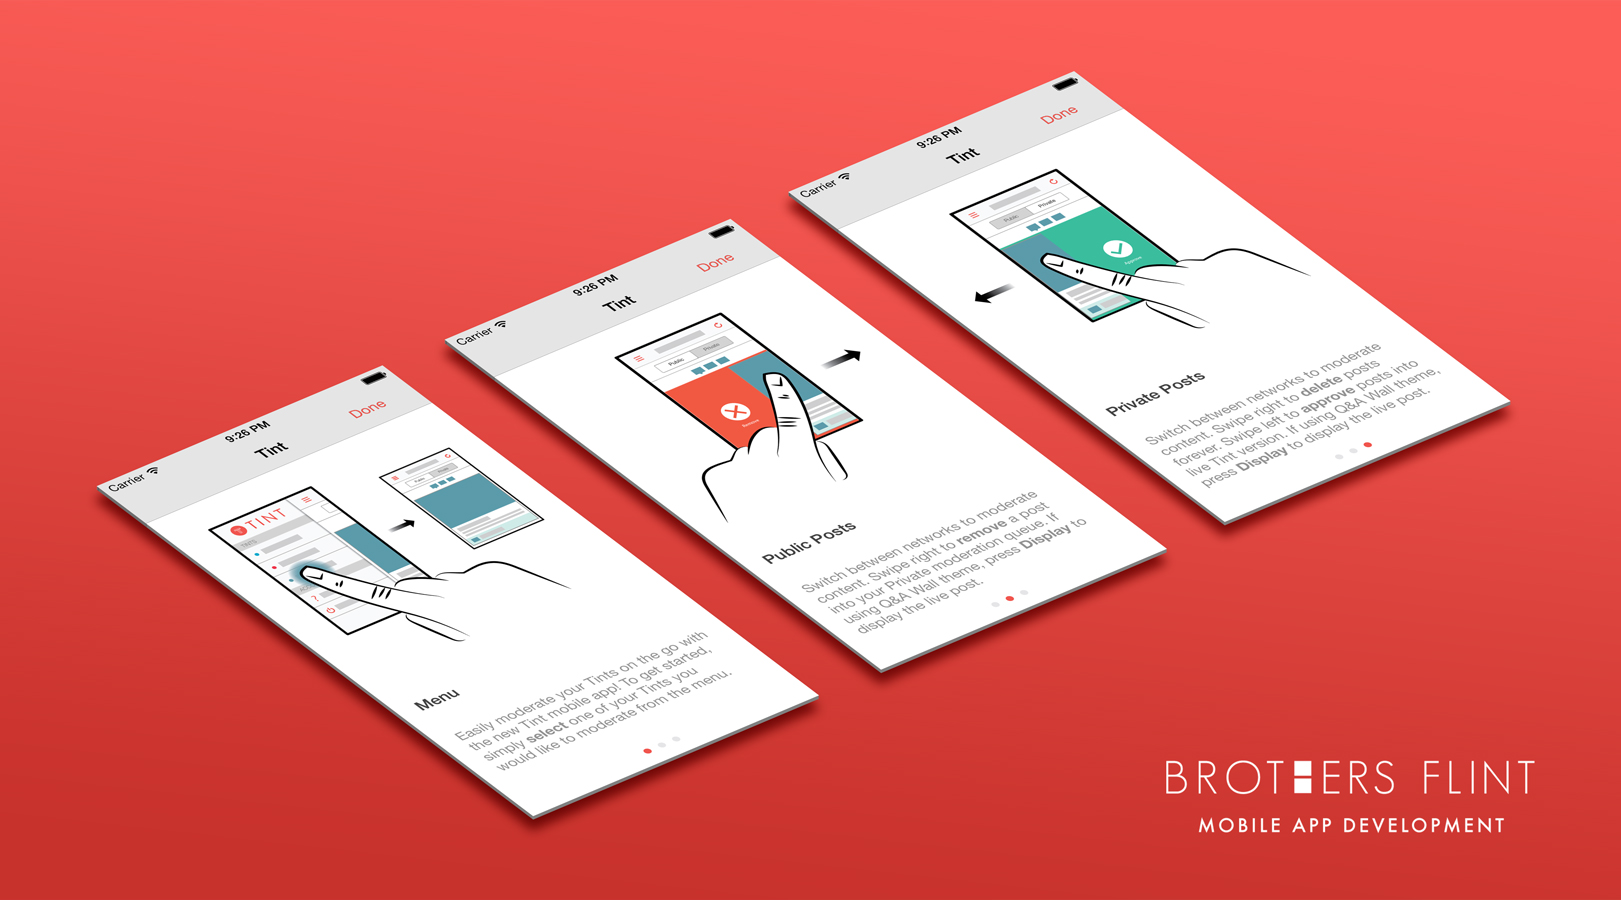 Carrier
9:26 PM
Tint
Done
TINT
Menu
Easily moderate your Tints on the go with
the new Tint mobile app! To get started,
simply select one of your Tints you
would like to moderate from the menu.
Carrier
9:26 PM
Tint
Done
Public
Private
Public Posts
Switch between networks to moderate
content. Swipe right to remove a post
into your Private moderation queue. If
using Q&A Wall theme, press Display to
display the live post.
Carrier
9:26 PM
Tint
Done
Public
Private
Approve
Private Posts
Switch between networks to moderate
content. Swipe right to delete posts
forever. Swipe left to approve posts into
live Tint version. If using Q&A Wall theme,
press Display to display the live post.
BROTHERS FLINT
MOBILE APP DEVELOPMENT